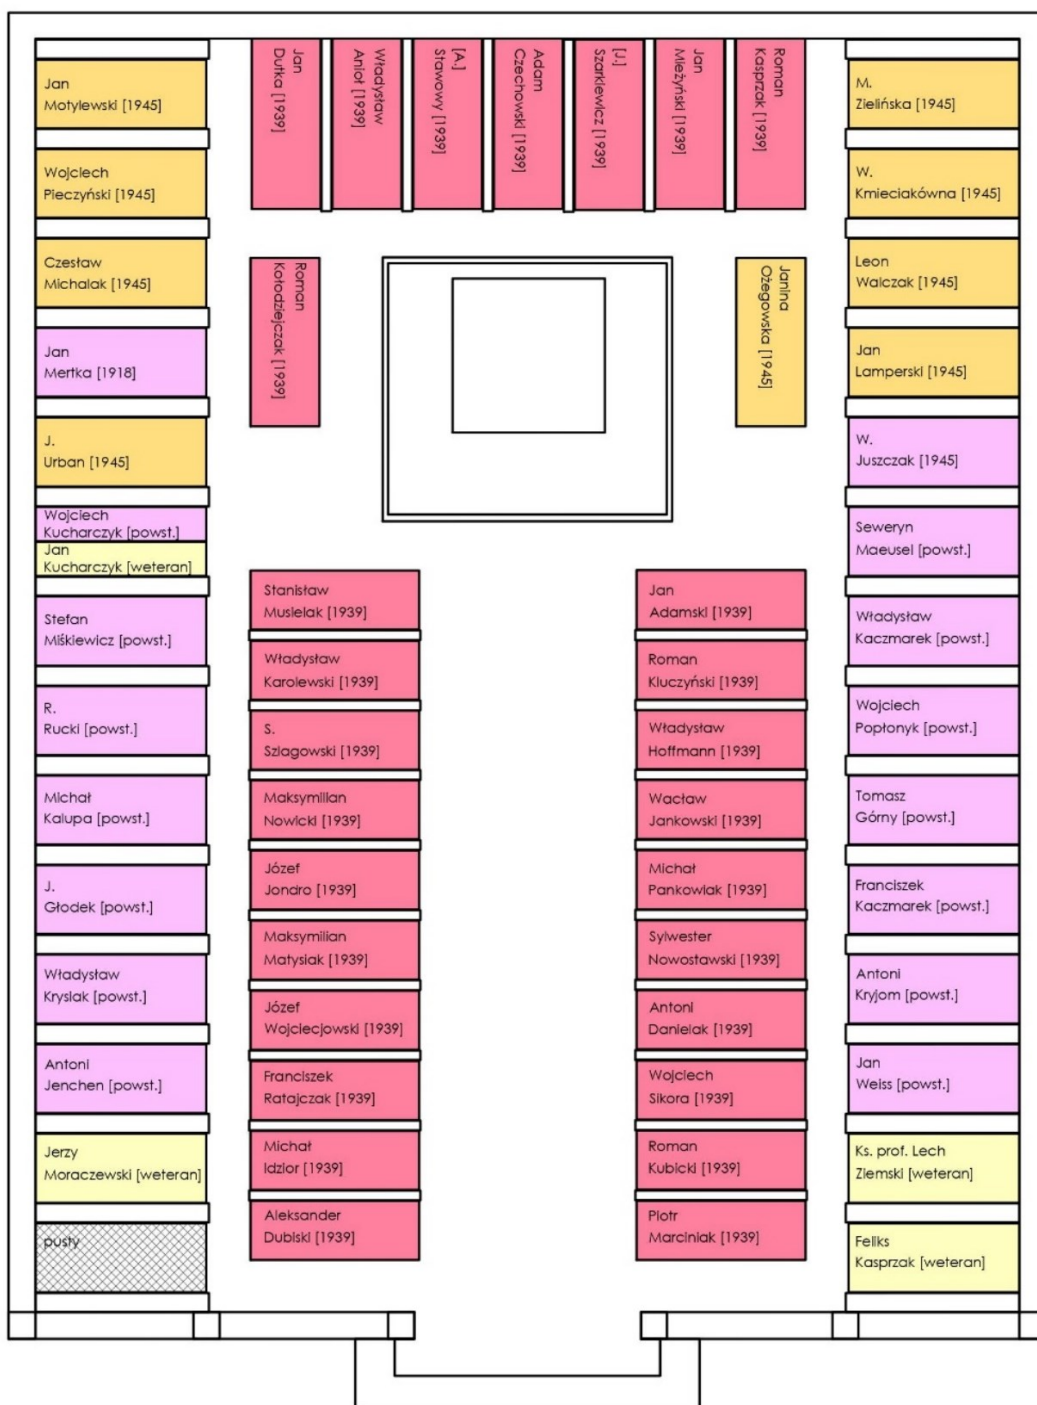 Jan
Motylewski [1945]
Wojciech
Pieczyński [1945]
Czesław
Michalak [1945]
Jan
Mertka [1918]
J.
Urban [1945]
Wojciech
Kucharczyk [powst.]
Jan
Kucharczyk [weteran]
Stefan
Miśkiewicz [powst.]
R.
Rucki [powst.]
Michał
Kalupa [powst.]
J.
Głodek [powst.]
Władysław
Krysiak [powst.]
Antoni
Jenchen [powst.]
Jerzy
Moraczewski [weteran]
pusty
Jan
Dutka [1939]
Władysław
Anioł [1939]
[A.]
Stawowy [1939]
Adam
Czechowski [1939]
[J.]
Szarkiewicz [1939]
Jan
Mieżyński [1939]
Roman
Kasprzak [1939]
Roman
Kołodziejczak [1939]
Janina
Ożegowska [1945]
Stanisław
Musielak [1939]
Władysław
Karolewski [1939]
S.
Szlagowski [1939]
Maksymilian
Nowicki [1939]
Józef
Jondro [1939]
Maksymilian
Matysiak [1939]
Józef
Wojciecjowski [1939]
Franciszek
Ratajczak [1939]
Michał
Idzior [1939]
Aleksander
Dubiski [1939]
Jan
Adamski [1939]
Roman
Kluczyński [1939]
Władysław
Hoffmann [1939]
Wacław
Jankowski [1939]
Michał
Pankowiak [1939]
Sylwester
Nowostawski [1939]
Antoni
Danielak [1939]
Wojciech
Sikora [1939]
Roman
Kubicki [1939]
Piotr
Marciniak [1939]
M.
Zielińska [1945]
W.
Kmieciakówna [1945]
Leon
Walczak [1945]
Jan
Lamperski [1945]
W.
Juszczak [1945]
Seweryn
Maeusel [powst.]
Władysław
Kaczmarek [powst.]
Wojciech
Popłonyk [powst.]
Tomasz
Górny [powst.]
Franciszek
Kaczmarek [powst.]
Antoni
Kryjom [powst.]
Jan
Weiss [powst.]
Ks. prof. Lech
Ziemski [weteran]
Feliks
Kasprzak [weteran]